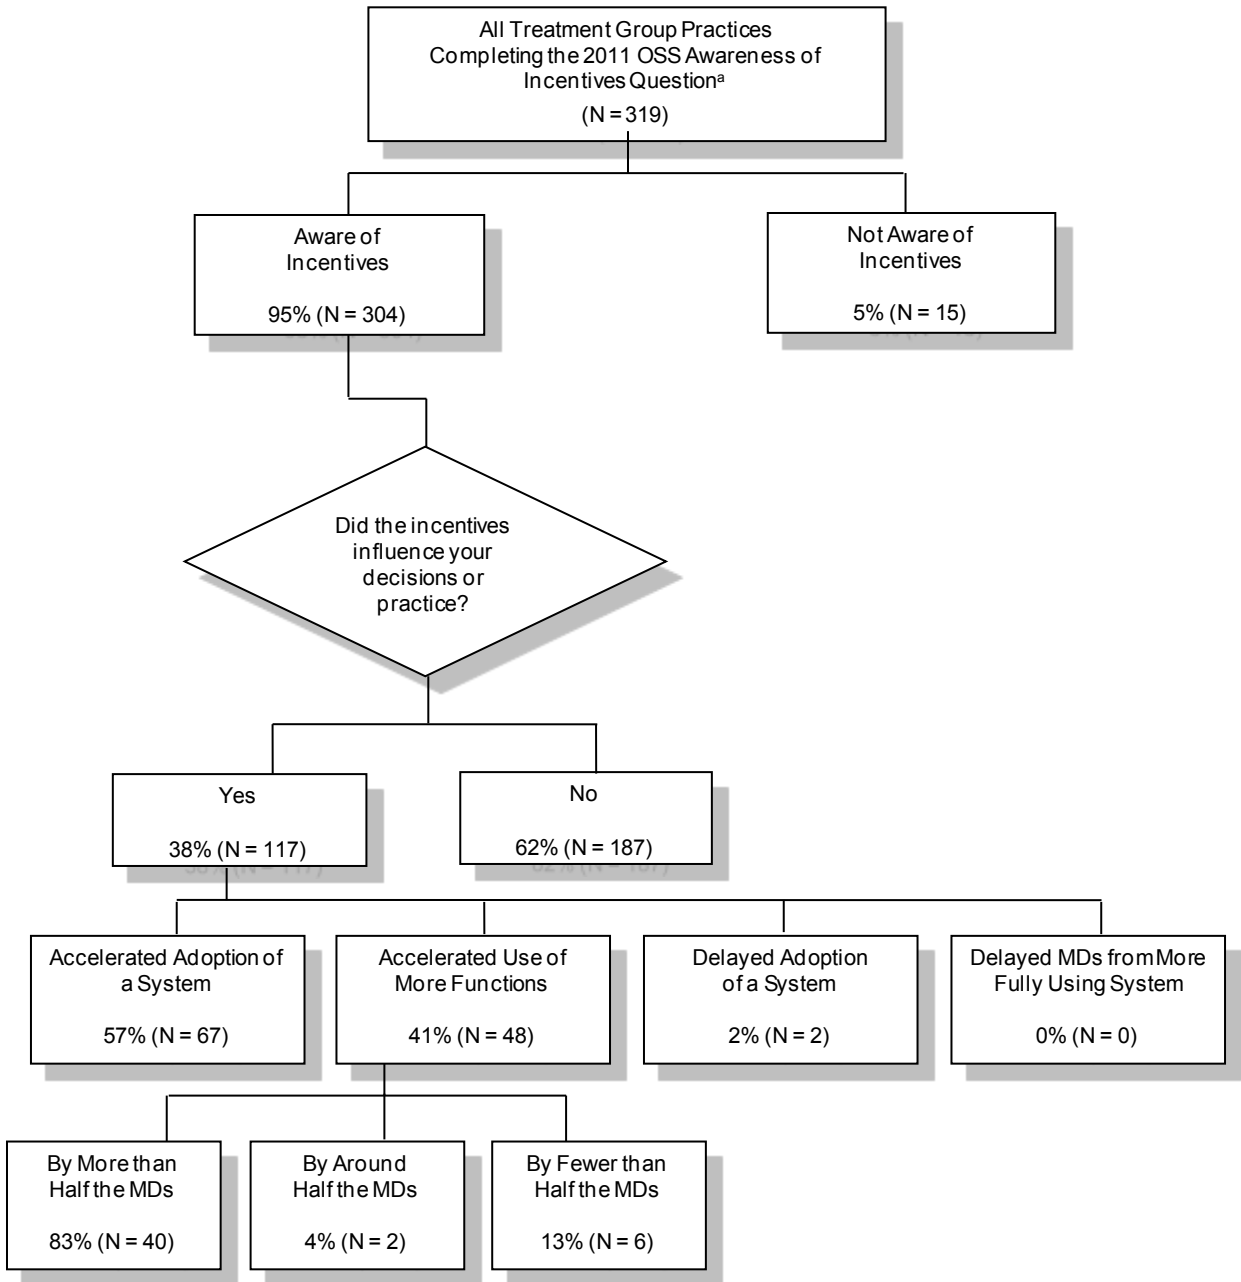 All Treatment Group Practices
Completing the 2011 OSS Awareness of
Incentives Questionᵃ
(N = 319)
Aware of
Incentives
95% (N = 304)
Not Aware of
Incentives
5% (N = 15)
Did the incentives
influence your
decisions or
practice?
Yes
38% (N = 117)
No
62% (N = 187)
Accelerated Adoption of
a System
57% (N = 67)
Accelerated Use of
More Functions
41% (N = 48)
Delayed Adoption
of a System
2% (N = 2)
Delayed MDs from More
Fully Using System
0% (N = 0)
By More than
Half the MDs
83% (N = 40)
By Around
Half the MDs
4% (N = 2)
By Fewer than
Half the MDs
13% (N = 6)